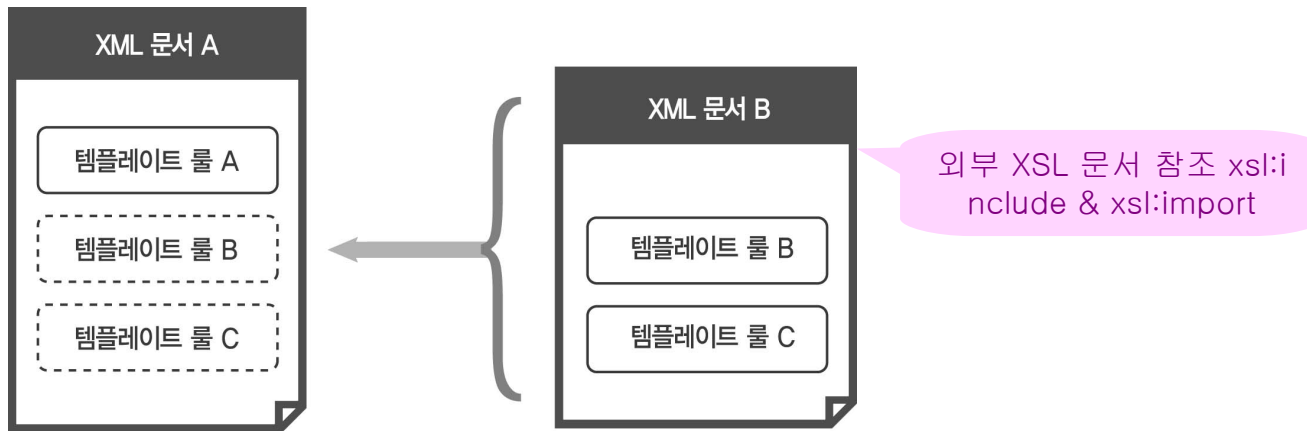 XML 문서 A
템플레이트 룰 A
템플레이트 룰 B
템플레이트 룰 C
XML 문서 B
템플레이트 룰 B
템플레이트 룰 C
외부 XSL 문서 참조 xsl:i
nclude & xsl:import